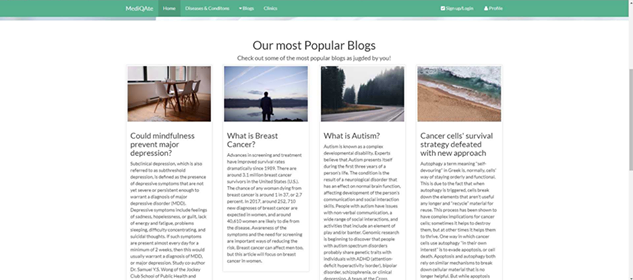 MediQAte Home Diseases & Conditions Blogs Clinics Signup/Login Profile
Our most Popular Blogs
Check out some of the most popular blogs as jugded by you!
Could mindfulness
prevent major
depression?
Subclinical depression, which is also
referred to as subthreshold
depression, is defined as the
presence of depressive symptoms that are not
yet severe or persistent enough to
warrant a diagnosis of major
depressive disorder (MDD).
Depressive symptoms include feelings
of sadness, hopelessness, or guilt, lack
of energy and fatigue, problems
sleeping, difficulty concentrating, and
suicidal thoughts. If such symptoms
are present almost every day for a
minimum of 2 weeks, then this would
usually warrant a diagnosis of MDD,
or major depression. Study co-author
Dr. Samuel Y.S. Wong of the Jockey
Club School of Public Health and
What is Breast
Cancer?
Advances in screening and treatment
have improved survival rates
dramatically since 1989. There are
around 3.1 million breast cancer
survivors in the United States (U.S.).
The chance of any woman dying from
breast cancer is around 1 in 37, or 2.7
percent. In 2017, around 252, 710
new diagnoses of breast cancer are
expected in women, and around
40,610 women are likely to die from
the disease. Awareness of the
symptoms and the need for screening
are important ways of reducing the
risk. Breast cancer can affect men too,
but this article will focus on breast
cancer in women.
What is Autism?
Autism is known as a complex
developmental disability. Experts
believe that Autism presents itself
during the first three years of a
person's life. The condition is the
result of a neurological disorder that
has an effect on normal brain function,
affecting development of the person's
communication and social interaction
skills. People with autism have issues
with non-verbal communication, a
wide range of social interactions, and
activities that include an element of
play and/or banter. Genomic research
is beginning to discover that people
with autism spectrum disorders
probably share genetic traits with
individuals with ADHD (attention-
deficit hyperactivity disorder), bipolar
disorder, schizophrenia, or clinical
depression. A team at the Cross
Cancer cells' survival
strategy defeated
with new approach
Autophagy a term meaning "self-
devouring" in Greek is, normally, cells'
way of staying orderly and functional.
This is due to the fact that when
autophagy is triggered, cells break
down the elements that aren't useful
any longer and "recycle" material for
reuse. This process has been shown to
have complex implications for cancer
cells; sometimes it helps to destroy
them, but at other times it helps them
to thrive. One way in which cancer
cells use autophagy "in their own
interest" is to evade apoptosis, or cell
death. Apoptosis and autophagy both
rely on similar mechanisms to break
down cellular material that is no
longer helpful. But while apoptosis